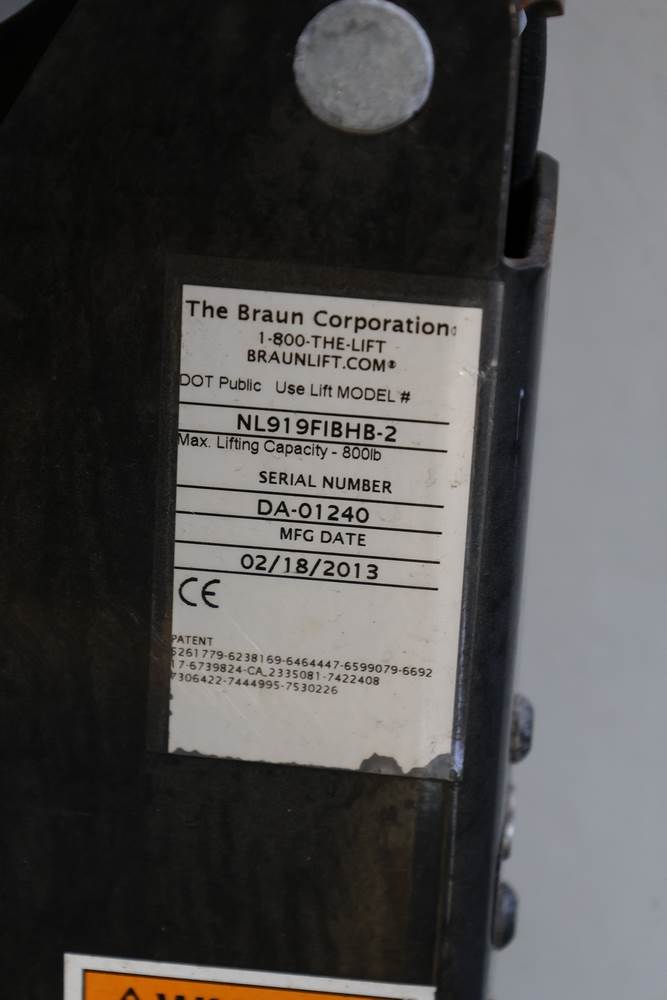 The Braun Corporation
1-800-THE-LIFT
BRAUNLIFT.COM®
DOT Public Use Lift MODEL #
NL919FIBHB-2
Max. Lifting Capacity - 800lb
SERIAL NUMBER
DA-01240
MFG DATE
02/18/2013
CE
PATENT
5261779-6238169-6464447-6599079-6692
17-6739824-CA_2335081-7422408
7306422-7444995-7530226